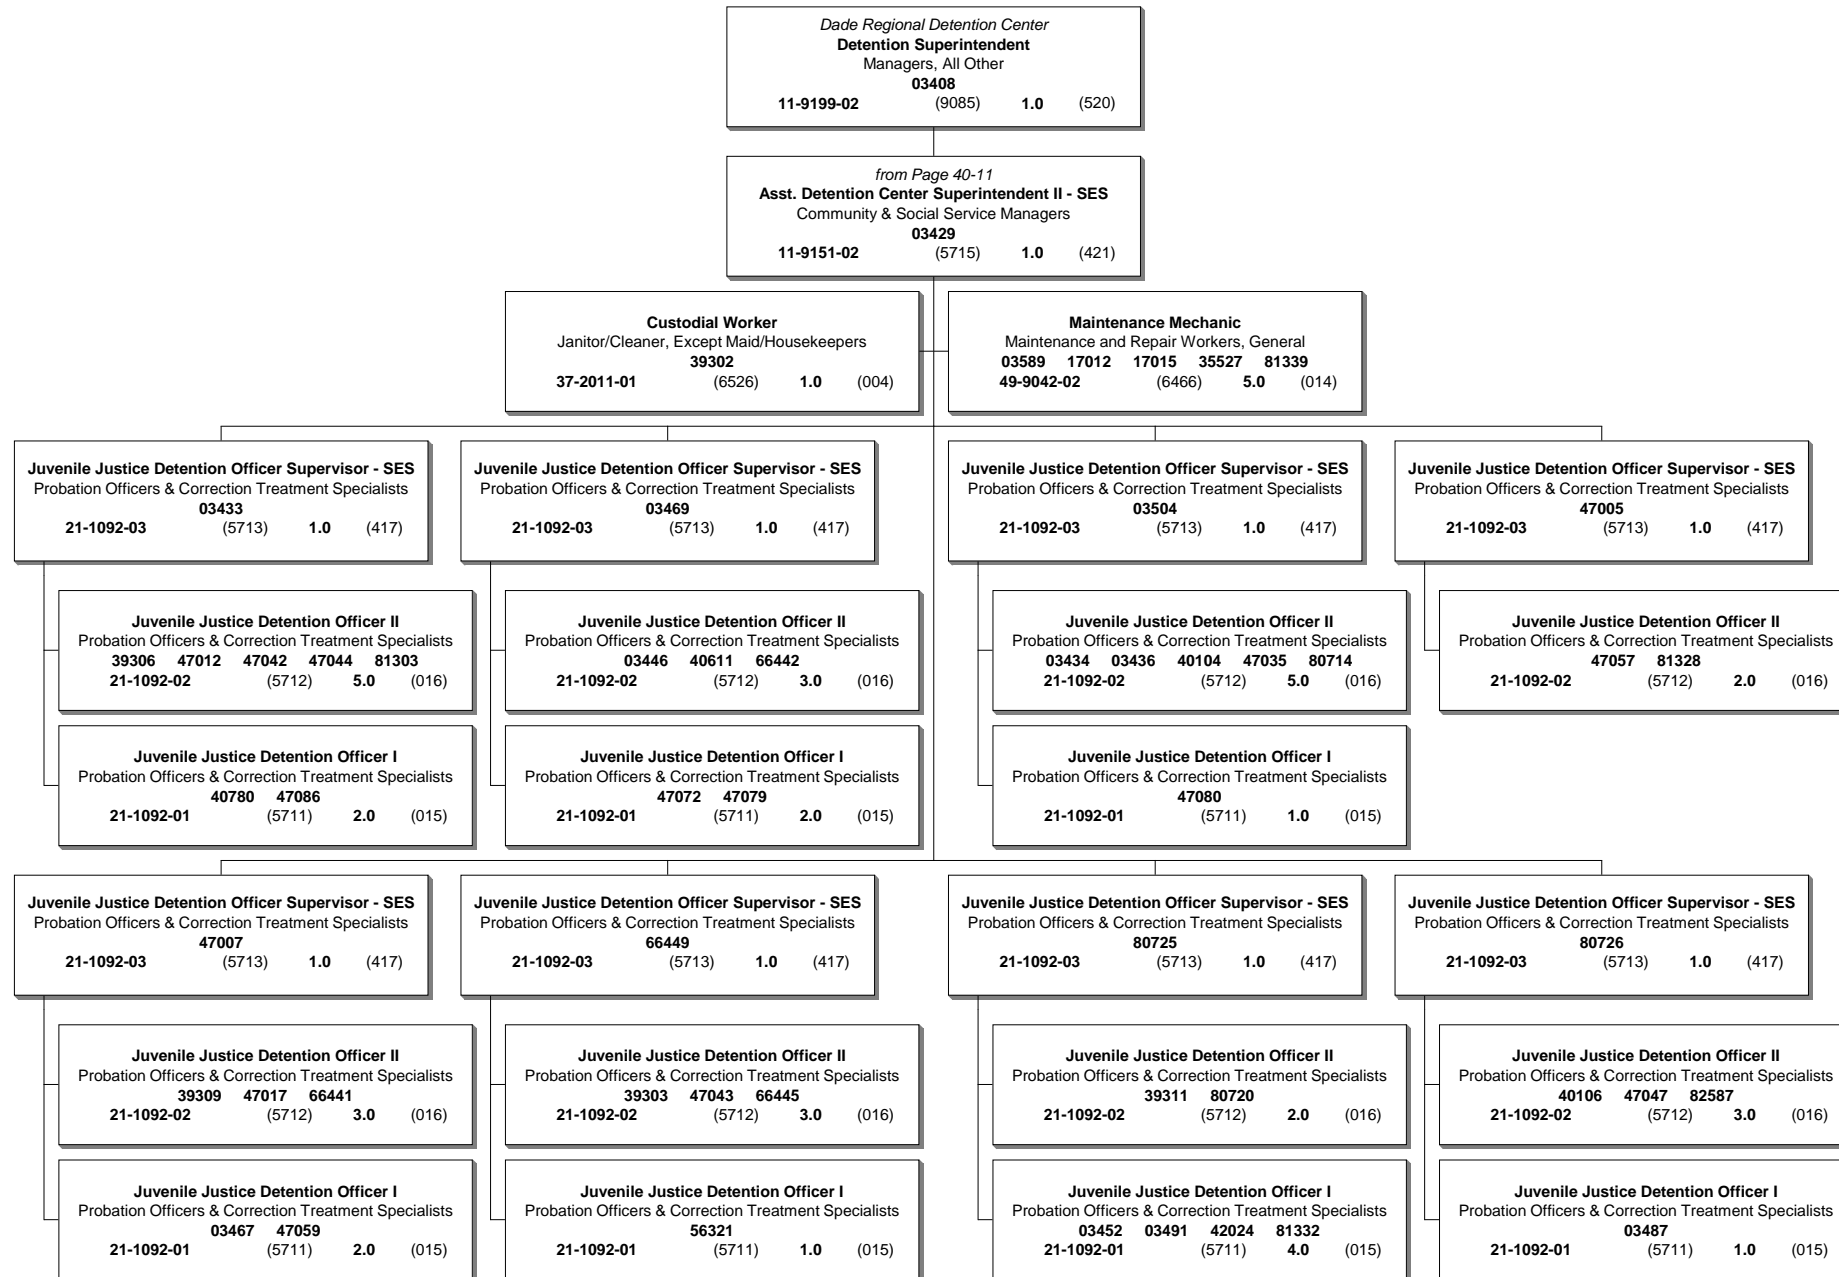 Dade Regional Detention Center
Detention Superintendent
Managers, All Other
03408
11-9199-02 (9085) 1.0 (520)
from Page 40-11
Asst. Detention Center Superintendent II - SES
Community & Social Service Managers
03429
11-9151-02 (5715) 1.0 (421)
Custodial Worker
Janitor/Cleaner, Except Maid/Housekeepers
39302
37-2011-01 (6526) 1.0 (004)
Maintenance Mechanic
Maintenance and Repair Workers, General
03589 17012 17015 35527 81339
49-9042-02 (6466) 5.0 (014)
Juvenile Justice Detention Officer Supervisor - SES
Probation Officers & Correction Treatment Specialists
03433
21-1092-03 (5713) 1.0 (417)
Juvenile Justice Detention Officer Supervisor - SES
Probation Officers & Correction Treatment Specialists
03469
21-1092-03 (5713) 1.0 (417)
Juvenile Justice Detention Officer Supervisor - SES
Probation Officers & Correction Treatment Specialists
03504
21-1092-03 (5713) 1.0 (417)
Juvenile Justice Detention Officer Supervisor - SES
Probation Officers & Correction Treatment Specialists
47005
21-1092-03 (5713) 1.0 (417)
Juvenile Justice Detention Officer II
Probation Officers & Correction Treatment Specialists
39306 47012 47042 47044 81303
21-1092-02 (5712) 5.0 (016)
Juvenile Justice Detention Officer II
Probation Officers & Correction Treatment Specialists
03446 40611 66442
21-1092-02 (5712) 3.0 (016)
Juvenile Justice Detention Officer II
Probation Officers & Correction Treatment Specialists
03434 03436 40104 47035 80714
21-1092-02 (5712) 5.0 (016)
Juvenile Justice Detention Officer II
Probation Officers & Correction Treatment Specialists
47057 81328
21-1092-02 (5712) 2.0 (016)
Juvenile Justice Detention Officer I
Probation Officers & Correction Treatment Specialists
40780 47086
21-1092-01 (5711) 2.0 (015)
Juvenile Justice Detention Officer I
Probation Officers & Correction Treatment Specialists
47072 47079
21-1092-01 (5711) 2.0 (015)
Juvenile Justice Detention Officer I
Probation Officers & Correction Treatment Specialists
47080
21-1092-01 (5711) 1.0 (015)
Juvenile Justice Detention Officer Supervisor - SES
Probation Officers & Correction Treatment Specialists
47007
21-1092-03 (5713) 1.0 (417)
Juvenile Justice Detention Officer Supervisor - SES
Probation Officers & Correction Treatment Specialists
66449
21-1092-03 (5713) 1.0 (417)
Juvenile Justice Detention Officer Supervisor - SES
Probation Officers & Correction Treatment Specialists
80725
21-1092-03 (5713) 1.0 (417)
Juvenile Justice Detention Officer Supervisor - SES
Probation Officers & Correction Treatment Specialists
80726
21-1092-03 (5713) 1.0 (417)
Juvenile Justice Detention Officer II
Probation Officers & Correction Treatment Specialists
39309 47017 66441
21-1092-02 (5712) 3.0 (016)
Juvenile Justice Detention Officer II
Probation Officers & Correction Treatment Specialists
39303 47043 66445
21-1092-02 (5712) 3.0 (016)
Juvenile Justice Detention Officer II
Probation Officers & Correction Treatment Specialists
39311 80720
21-1092-02 (5712) 2.0 (016)
Juvenile Justice Detention Officer II
Probation Officers & Correction Treatment Specialists
40106 47047 82587
21-1092-02 (5712) 3.0 (016)
Juvenile Justice Detention Officer I
Probation Officers & Correction Treatment Specialists
03467 47059
21-1092-01 (5711) 2.0 (015)
Juvenile Justice Detention Officer I
Probation Officers & Correction Treatment Specialists
56321
21-1092-01 (5711) 1.0 (015)
Juvenile Justice Detention Officer I
Probation Officers & Correction Treatment Specialists
03452 03491 42024 81332
21-1092-01 (5711) 4.0 (015)
Juvenile Justice Detention Officer I
Probation Officers & Correction Treatment Specialists
03487
21-1092-01 (5711) 1.0 (015)